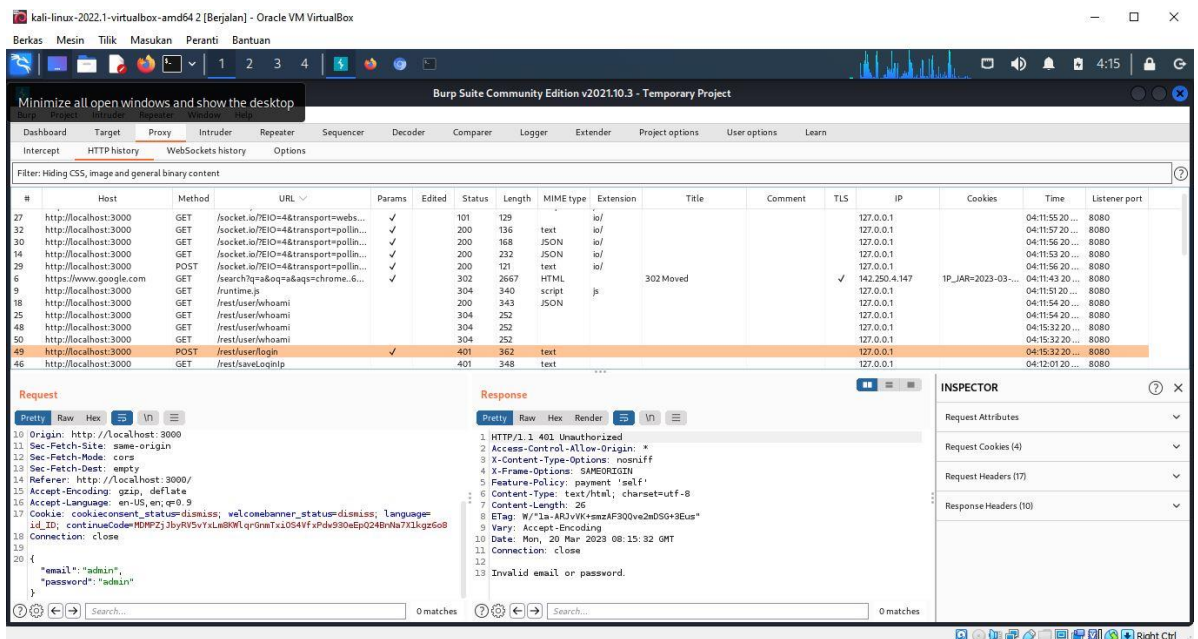 kali-linux-2022.1-virtualbox-amd64 2 [Berjalan] - Oracle VM VirtualBox
Berkas Mesin Tilik Masukan Peranti Bantuan
1 2 3 4 4:15
Minimize all open windows and show the desktop
Burp Suite Community Edition v2021.10.3 - Temporary Project
Burp Project Intruder Repeater Window Help
Dashboard Target Proxy Intruder Repeater Sequencer Decoder Comparer Logger Extender Project options User options Learn
Intercept HTTP history WebSockets history Options
Filter: Hiding CSS, image and general binary content
# Host Method URL Params Edited Status Length MIME type Extension Title Comment TLS IP Cookies Time Listener port
27 http://localhost:3000 GET /socket.io/?EIO=4&transport=webs... ✓ 101 129 io/ 127.0.0.1 04:11:55 20 ... 8080
32 http://localhost:3000 GET /socket.io/?EIO=4&transport=pollin... ✓ 200 136 text io/ 127.0.0.1 04:11:57 20 ... 8080
30 http://localhost:3000 GET /socket.io/?EIO=4&transport=pollin... ✓ 200 168 JSON io/ 127.0.0.1 04:11:56 20 ... 8080
14 http://localhost:3000 GET /socket.io/?EIO=4&transport=pollin... ✓ 200 232 JSON io/ 127.0.0.1 04:11:53 20 ... 8080
29 http://localhost:3000 POST /socket.io/?EIO=4&transport=pollin... ✓ 200 121 text io/ 127.0.0.1 04:11:56 20 ... 8080
6 https://www.google.com GET /search?q=a&oq=a&aqs=chrome..6... ✓ 302 2667 HTML 302 Moved ✓ 142.250.4.147 1P_JAR=2023-03-... 04:11:43 20 ... 8080
9 http://localhost:3000 GET /runtime.js 304 340 script js 127.0.0.1 04:11:51 20 ... 8080
18 http://localhost:3000 GET /rest/user/whoami 200 343 JSON 127.0.0.1 04:11:54 20 ... 8080
25 http://localhost:3000 GET /rest/user/whoami 304 252 127.0.0.1 04:11:54 20 ... 8080
48 http://localhost:3000 GET /rest/user/whoami 304 252 127.0.0.1 04:15:32 20 ... 8080
50 http://localhost:3000 GET /rest/user/whoami 304 252 127.0.0.1 04:15:32 20 ... 8080
49 http://localhost:3000 POST /rest/user/login ✓ 401 362 text 127.0.0.1 04:15:32 20 ... 8080
46 http://localhost:3000 GET /rest/saveLoginIp 401 348 text 127.0.0.1 04:12:01 20 ... 8080
Request
Pretty Raw Hex \n
10 Origin: http://localhost:3000
11 Sec-Fetch-Site: same-origin
12 Sec-Fetch-Mode: cors
13 Sec-Fetch-Dest: empty
14 Referer: http://localhost:3000/
15 Accept-Encoding: gzip, deflate
16 Accept-Language: en-US,en;q=0.9
17 Cookie: cookieconsent_status=dismiss; welcomebanner_status=dismiss; language=
id_ID; continueCode=
18 Connection: close
19
20 {
"email":"admin",
"password":"admin"
}
Search... 0 matches
Response
Pretty Raw Hex Render \n
1 HTTP/1.1 401 Unauthorized
2 Access-Control-Allow-Origin: *
3 X-Content-Type-Options: nosniff
4 X-Frame-Options: SAMEORIGIN
5 Feature-Policy: payment 'self'
6 Content-Type: text/html; charset=utf-8
7 Content-Length: 26
8 ETag:
9 Vary: Accept-Encoding
10 Date: Mon, 20 Mar 2023 08:15:32 GMT
11 Connection: close
12
13 Invalid email or password.
Search... 0 matches
INSPECTOR
Request Attributes
Request Cookies (4)
Request Headers (17)
Response Headers (10)
Right Ctrl